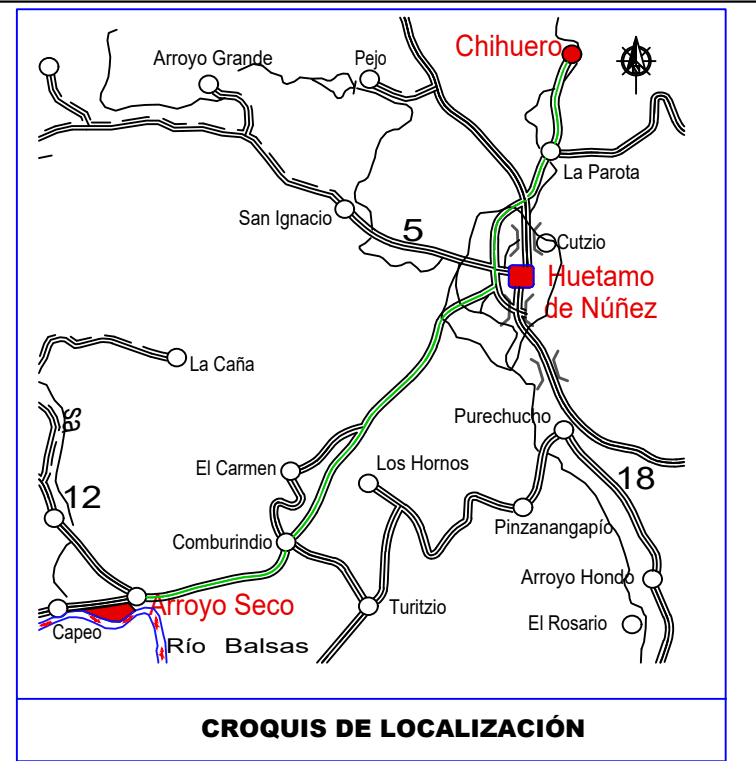 Chihuero
Arroyo Grande
Pejo
La Parota
San Ignacio
5
Cutzio
Huetamo
de Núñez
La Caña
Purechucho
El Carmen
Los Hornos
18
12
Pinzanangapío
Comburindio
Arroyo Hondo
Arroyo Seco
Turitzio
El Rosario
Capeo
Río Balsas
CROQUIS DE LOCALIZACIÓN